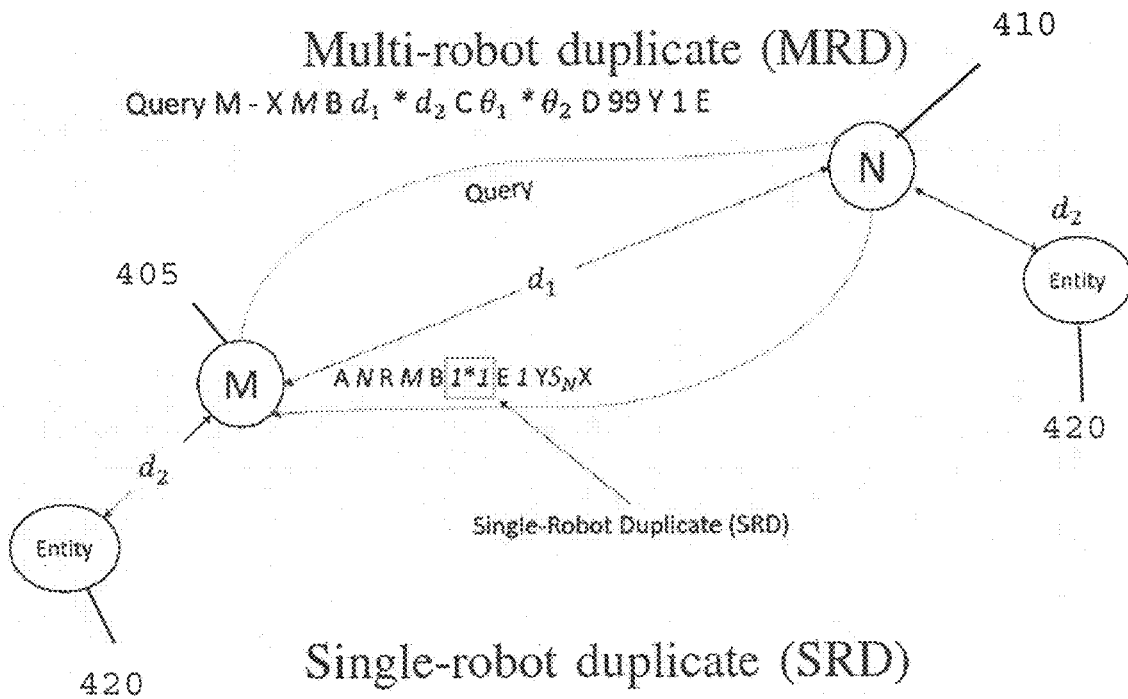 410
Multi-robot duplicate (MRD)
Query M - X M B d₁ * d₂ C θ₁ * θ₂ D 99 Y 1 E
N
Query
d₂
405
d₁
Entity
M
A N R M B 1*1 E 1 YS_N X
420
d₂
Single-Robot Duplicate (SRD)
Entity
Single-robot duplicate (SRD)
420